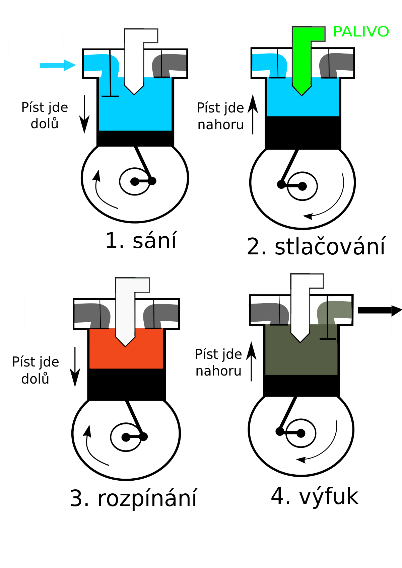 PALIVO
Píst jde
dolů
Píst jde
nahoru
1. sání
2. stlačování
Píst jde
dolů
Píst jde
nahoru
3. rozpínání
4. výfuk